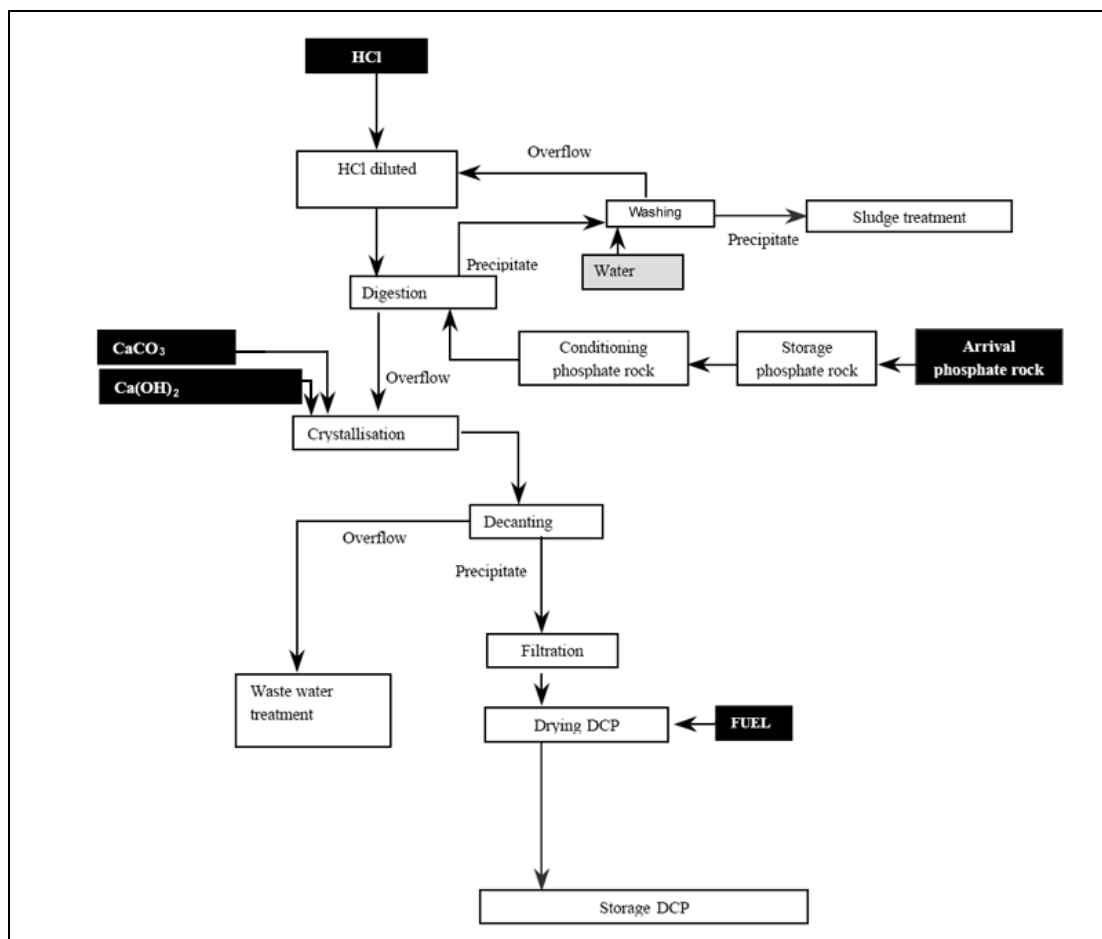 HCl
Overflow
HCl diluted
Washing
Sludge treatment
Precipitate
Precipitate
Water
Digestion
CaCO₃
Conditioning
phosphate rock
Storage
phosphate rock
Arrival
phosphate rock
Ca(OH)₂
Overflow
Crystallisation
Decanting
Overflow
Precipitate
Filtration
Waste water
treatment
Drying DCP
FUEL
Storage DCP